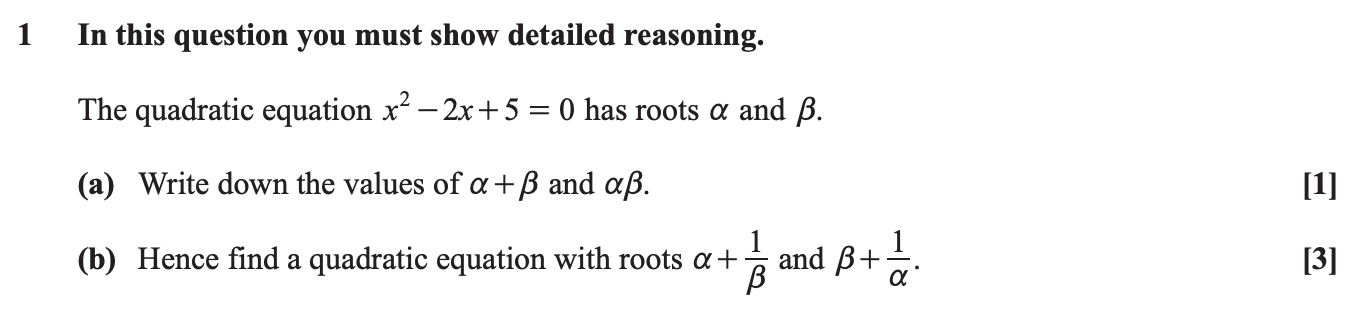 1 In this question you must show detailed reasoning.
The quadratic equation x² − 2x + 5 = 0 has roots α and β.
(a) Write down the values of α + β and αβ. [1]
(b) Hence find a quadratic equation with roots α + 1/β and β + 1/α. [3]